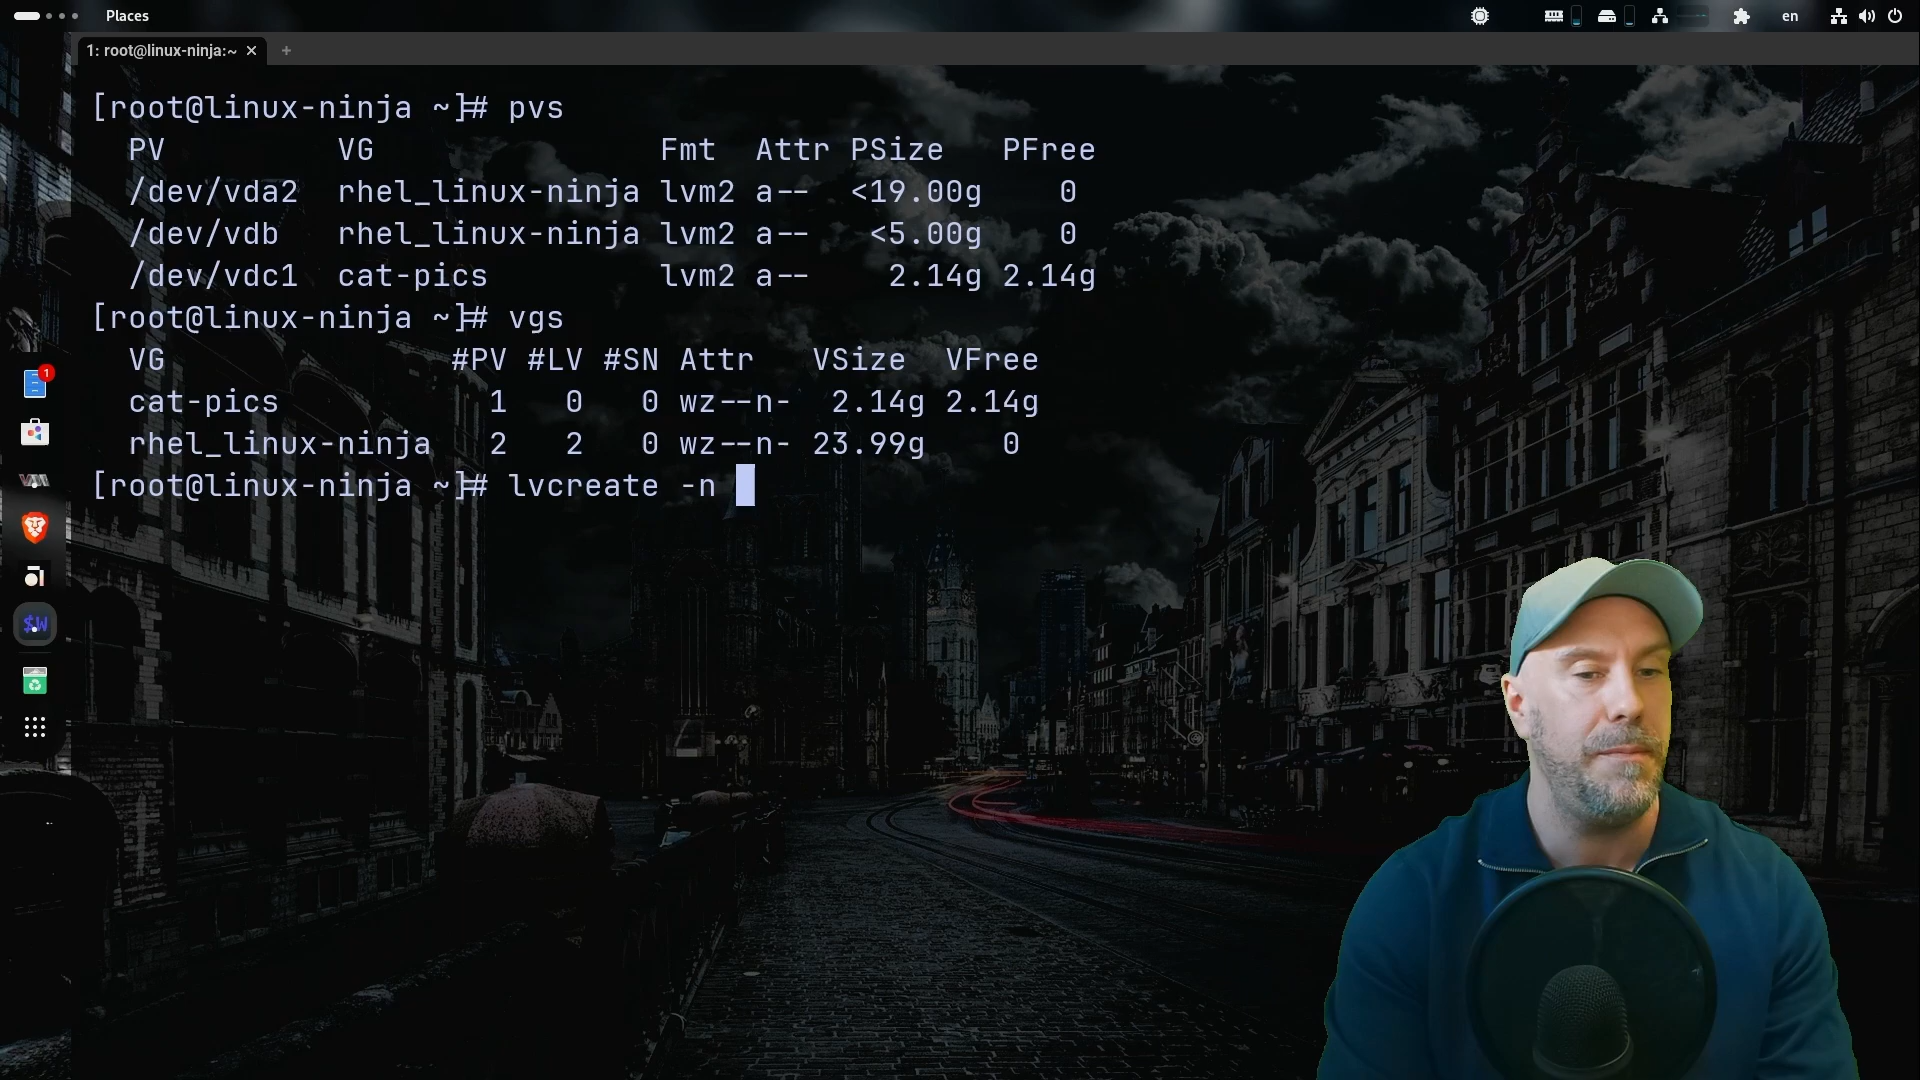 Places
en
1: root@linux-ninja:~ × +
[root@linux-ninja ~]# pvs
PV VG Fmt Attr PSize PFree
/dev/vda2 rhel_linux-ninja lvm2 a-- <19.00g 0
/dev/vdb rhel_linux-ninja lvm2 a-- <5.00g 0
/dev/vdc1 cat-pics lvm2 a-- 2.14g 2.14g
[root@linux-ninja ~]# vgs
VG #PV #LV #SN Attr VSize VFree
cat-pics 1 0 0 wz--n- 2.14g 2.14g
rhel_linux-ninja 2 2 0 wz--n- 23.99g 0
[root@linux-ninja ~]# lvcreate -n
1
$W